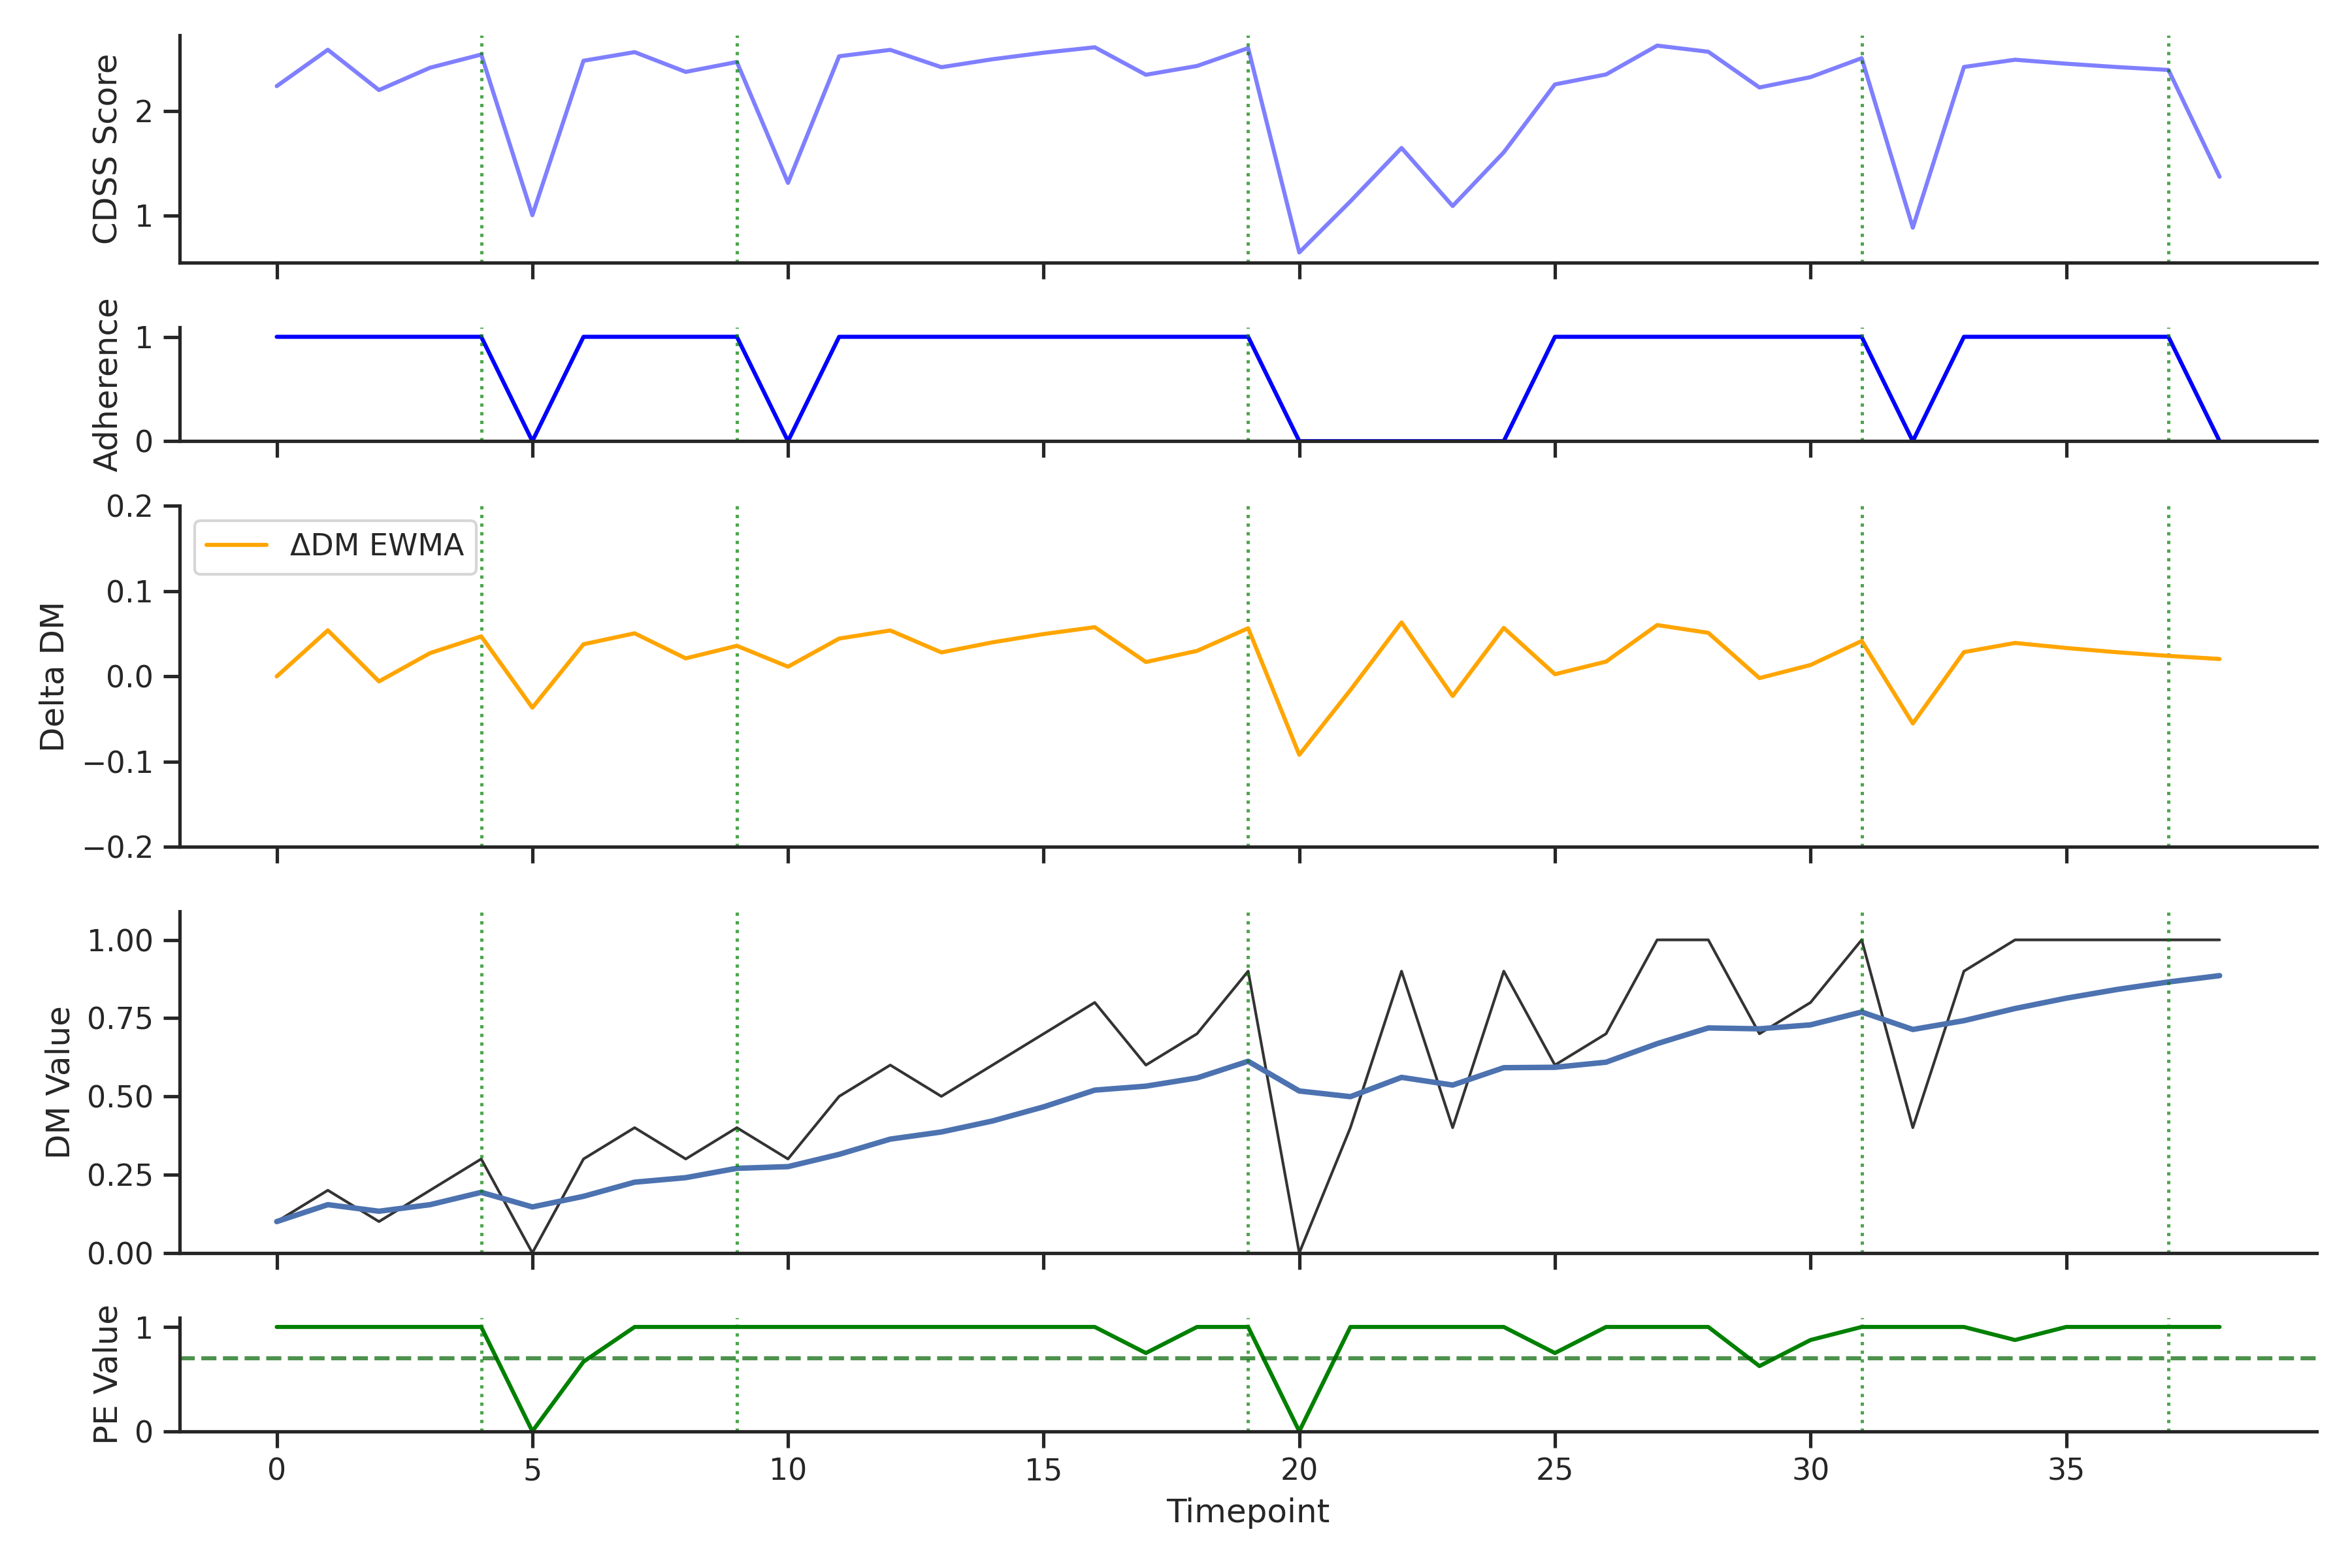 CDSS Score
2
1
Adherence
1
0
Delta DM
0.2
0.1
0.0
−0.1
−0.2
ΔDM EWMA
DM Value
1.00
0.75
0.50
0.25
0.00
PE Value
1
0
0 5 10 15 20 25 30 35
Timepoint